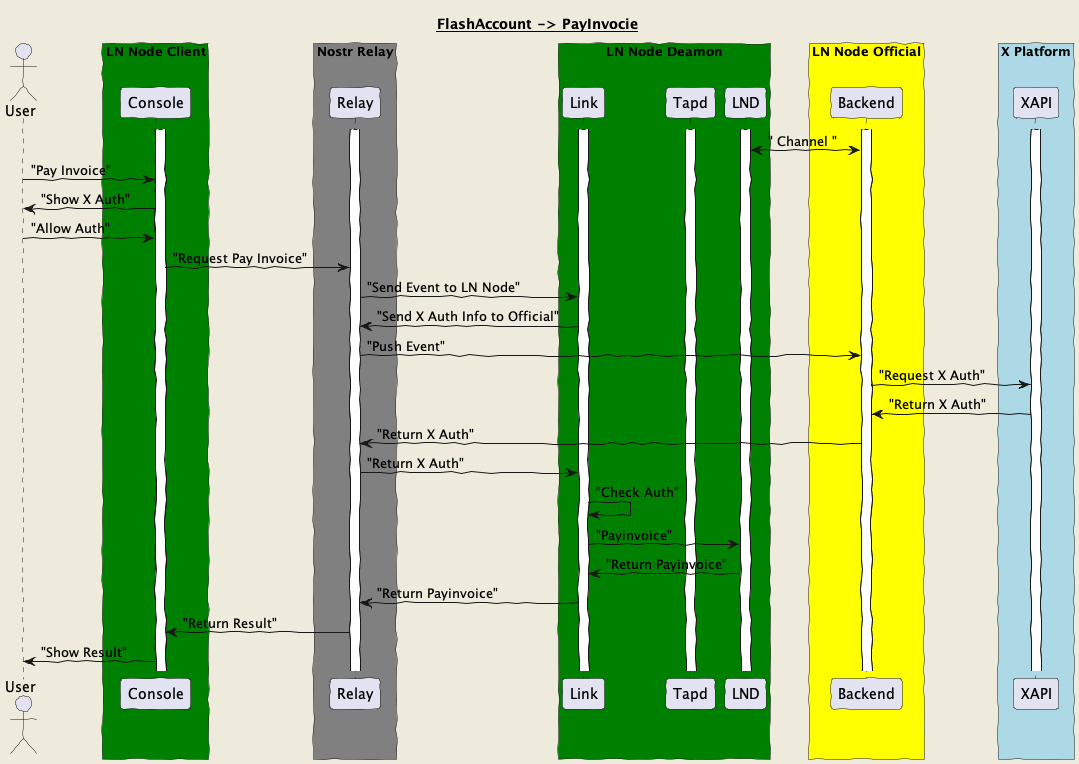 FlashAccount -> PayInvocie
LN Node Client
Nostr Relay
LN Node Deamon
LN Node Official
X Platform
User
Console
Relay
Link
Tapd
LND
Backend
XAPI
" Channel "
"Pay Invoice"
"Show X Auth"
"Allow Auth"
"Request Pay Invoice"
"Send Event to LN Node"
"Send X Auth Info to Official"
"Push Event"
"Request X Auth"
"Return X Auth"
"Return X Auth"
"Return X Auth"
"Check Auth"
"Payinvoice"
"Return Payinvoice"
"Return Payinvoice"
"Return Result"
"Show Result"
User
Console
Relay
Link
Tapd
LND
Backend
XAPI